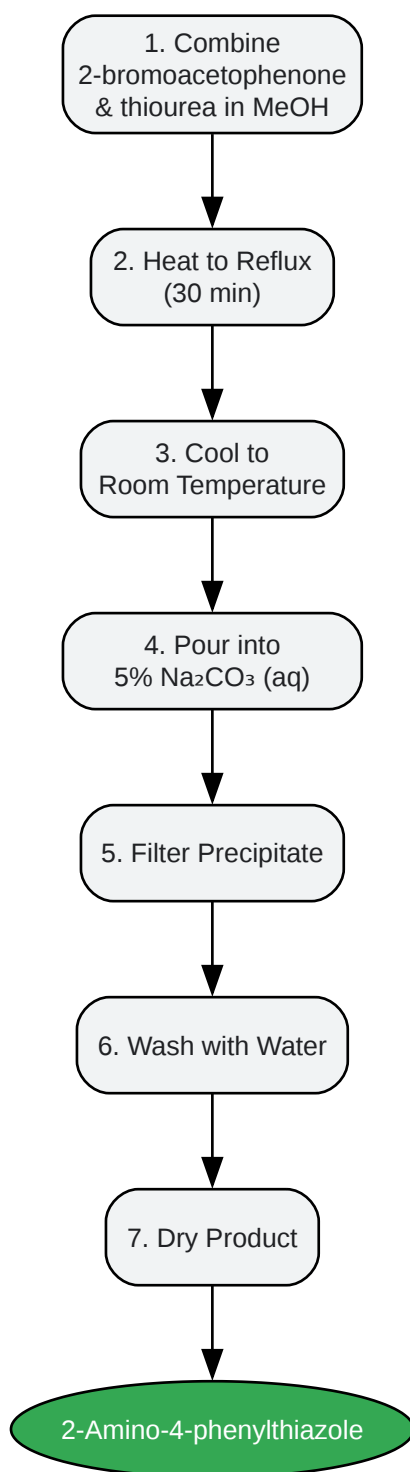 1. Combine
2-bromoacetophenone
& thiourea in MeOH
2. Heat to Reflux
(30 min)
3. Cool to
Room Temperature
4. Pour into
5% Na₂CO₃ (aq)
5. Filter Precipitate
6. Wash with Water
7. Dry Product
2-Amino-4-phenylthiazole